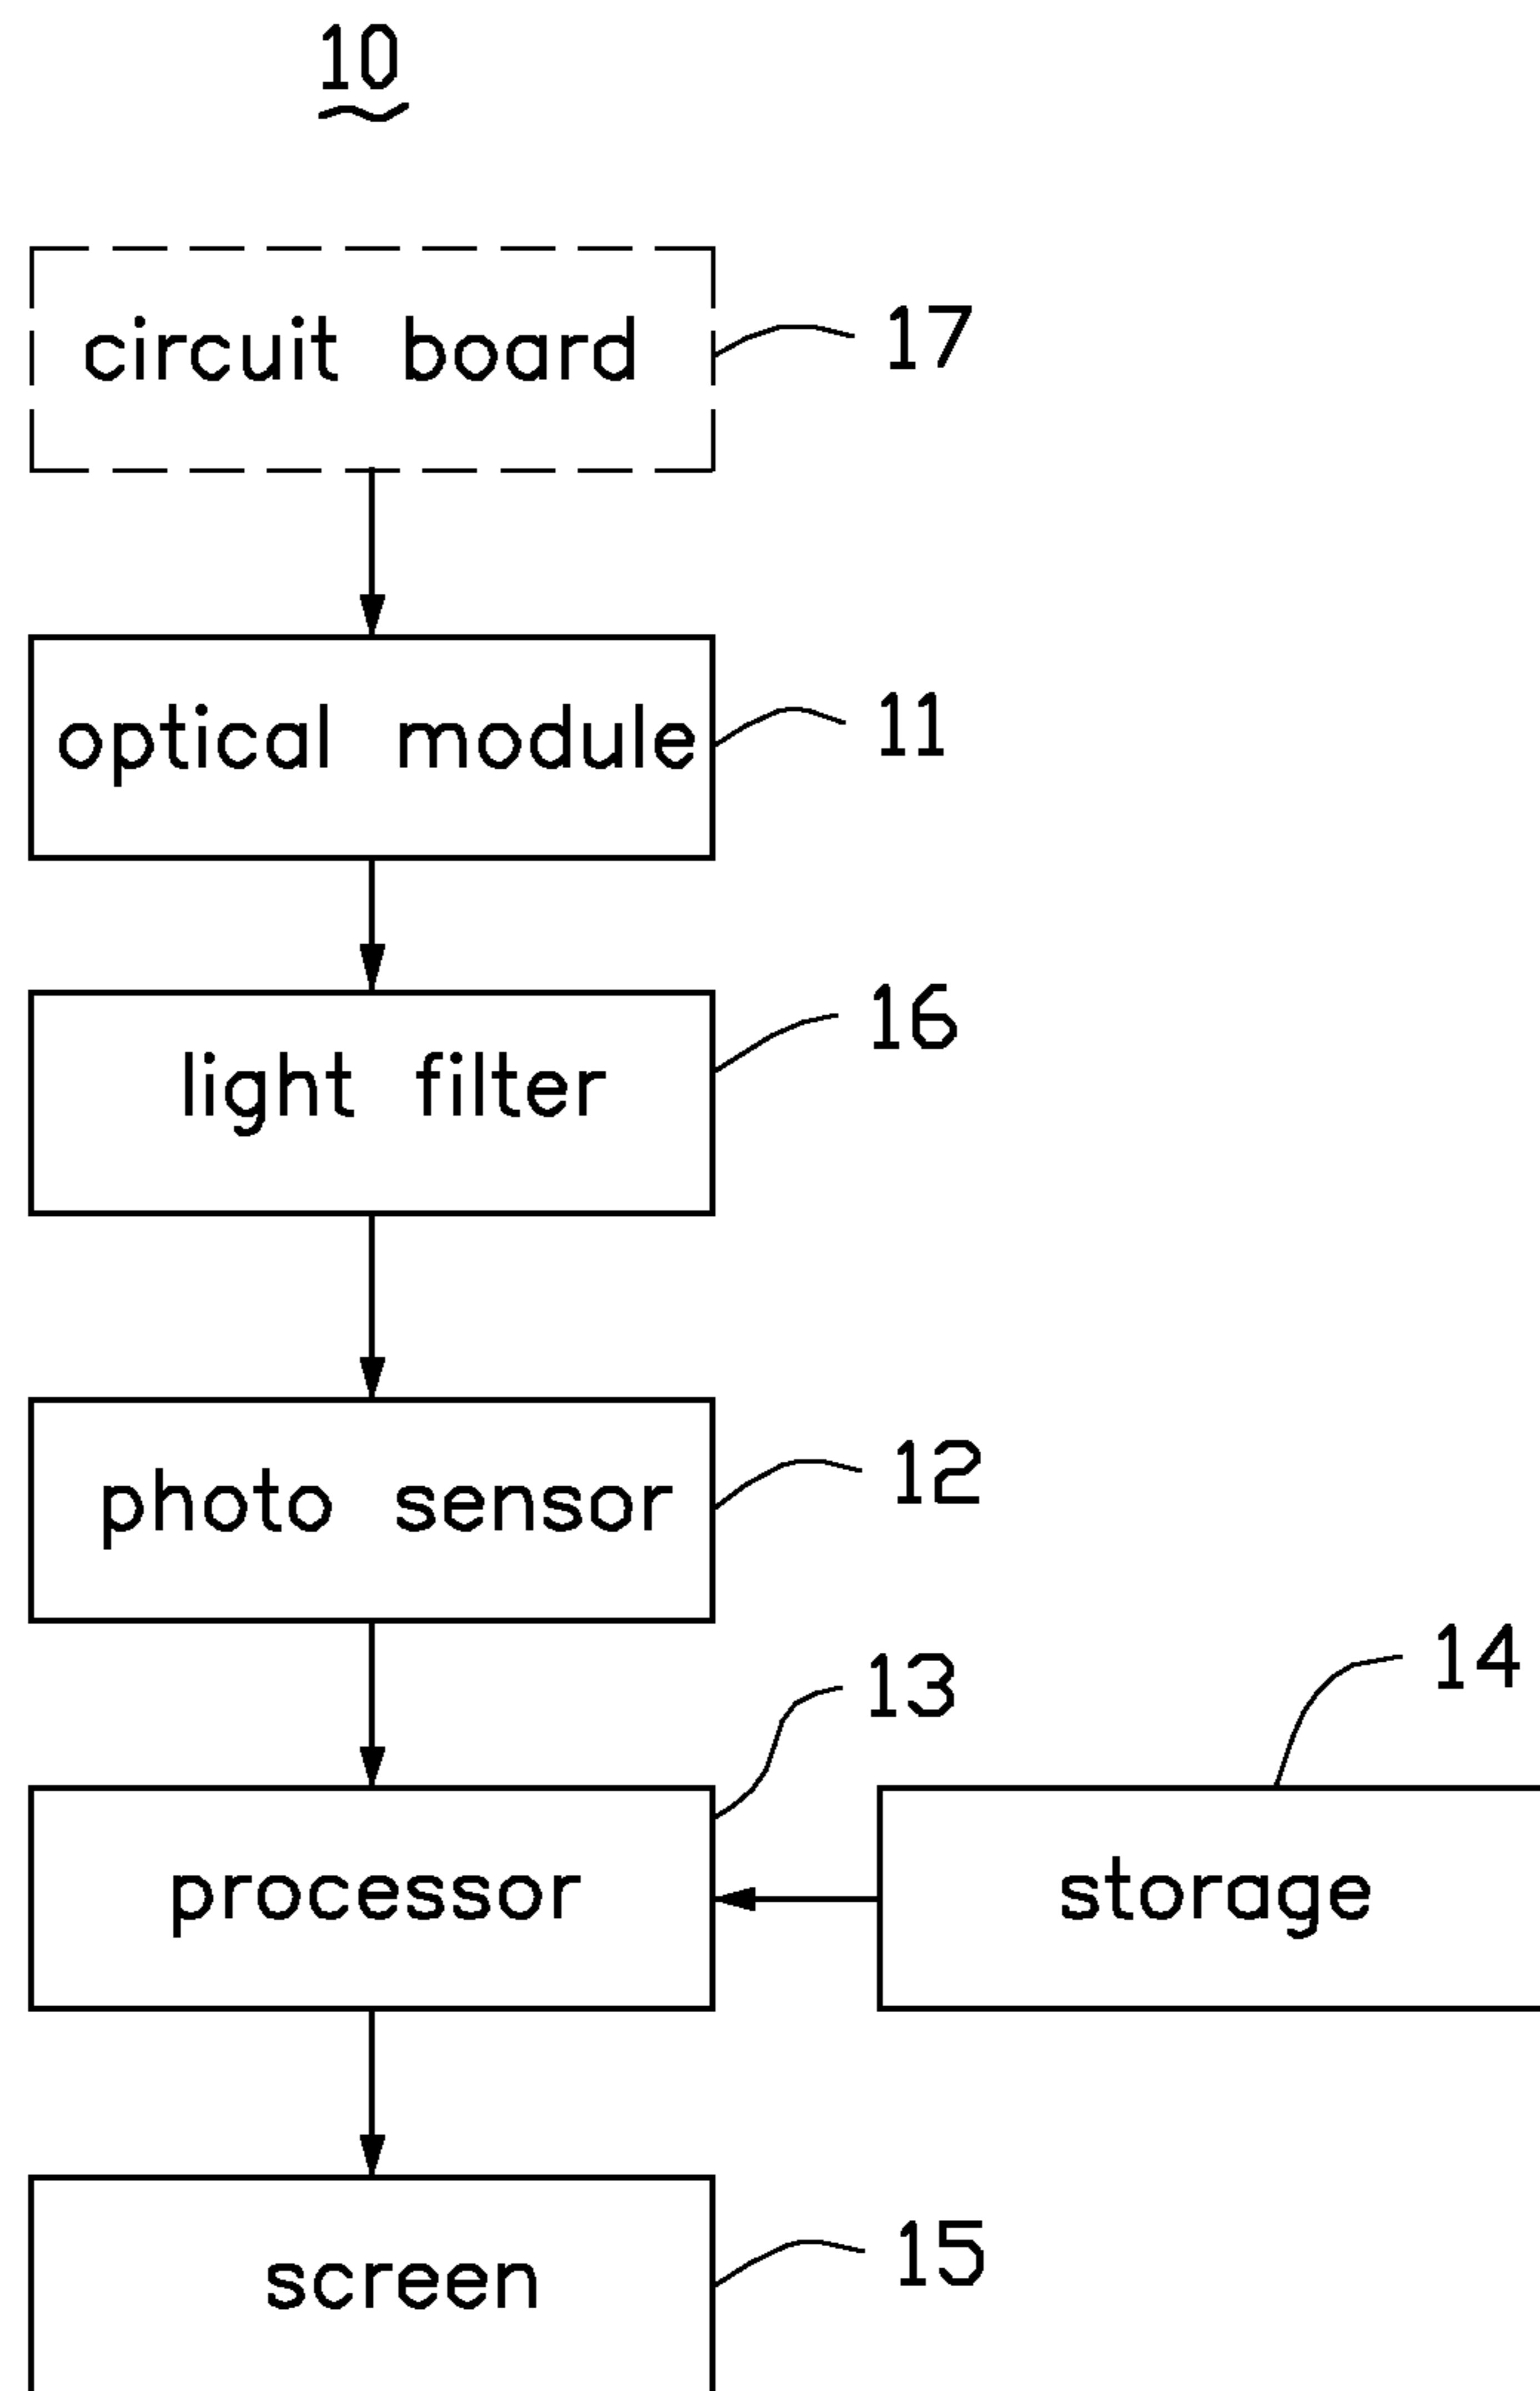 10
circuit board
17
optical module
11
light filter
16
photo sensor
12
13
14
processor
storage
screen
15